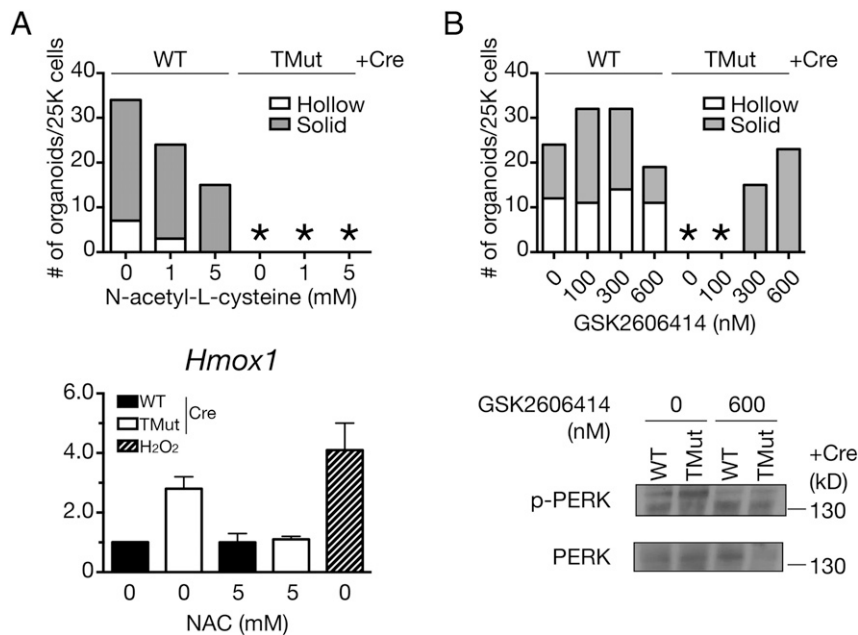 A
WT TMut +Cre
# of organoids/25K cells
40
30
20
10
0
Hollow
Solid
* * *
0 1 5 0 1 5
N-acetyl-L-cysteine (mM)
Hmox1
6.0
4.0
2.0
0
WT
TMut
Cre
H2O2
0 0 5 5 0
NAC (mM)
B
WT TMut +Cre
# of organoids/25K cells
40
30
20
10
0
Hollow
Solid
* *
0 100 300 600 0 100 300 600
GSK2606414 (nM)
GSK2606414 0 600
(nM)
WT TMut WT TMut +Cre
(kD)
p-PERK 130
PERK 130